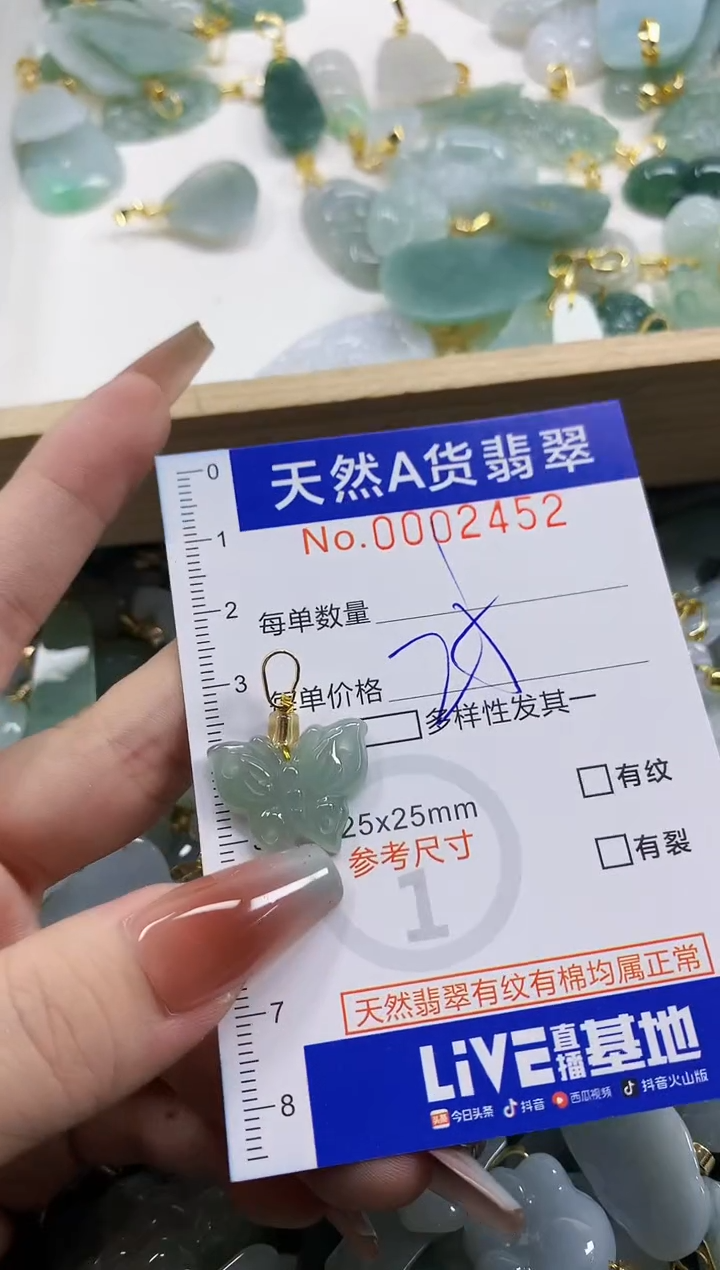 天然A货翡翠
No.0002452
0
1
每单数量
2
3
单价格
多样性发其一
有纹
25x25mm
参考尺寸
有裂
1
天然翡翠有纹有棉均属正常
7
LiVE直播基地
8
头条 今日头条 抖音 西瓜视频 抖音火山版